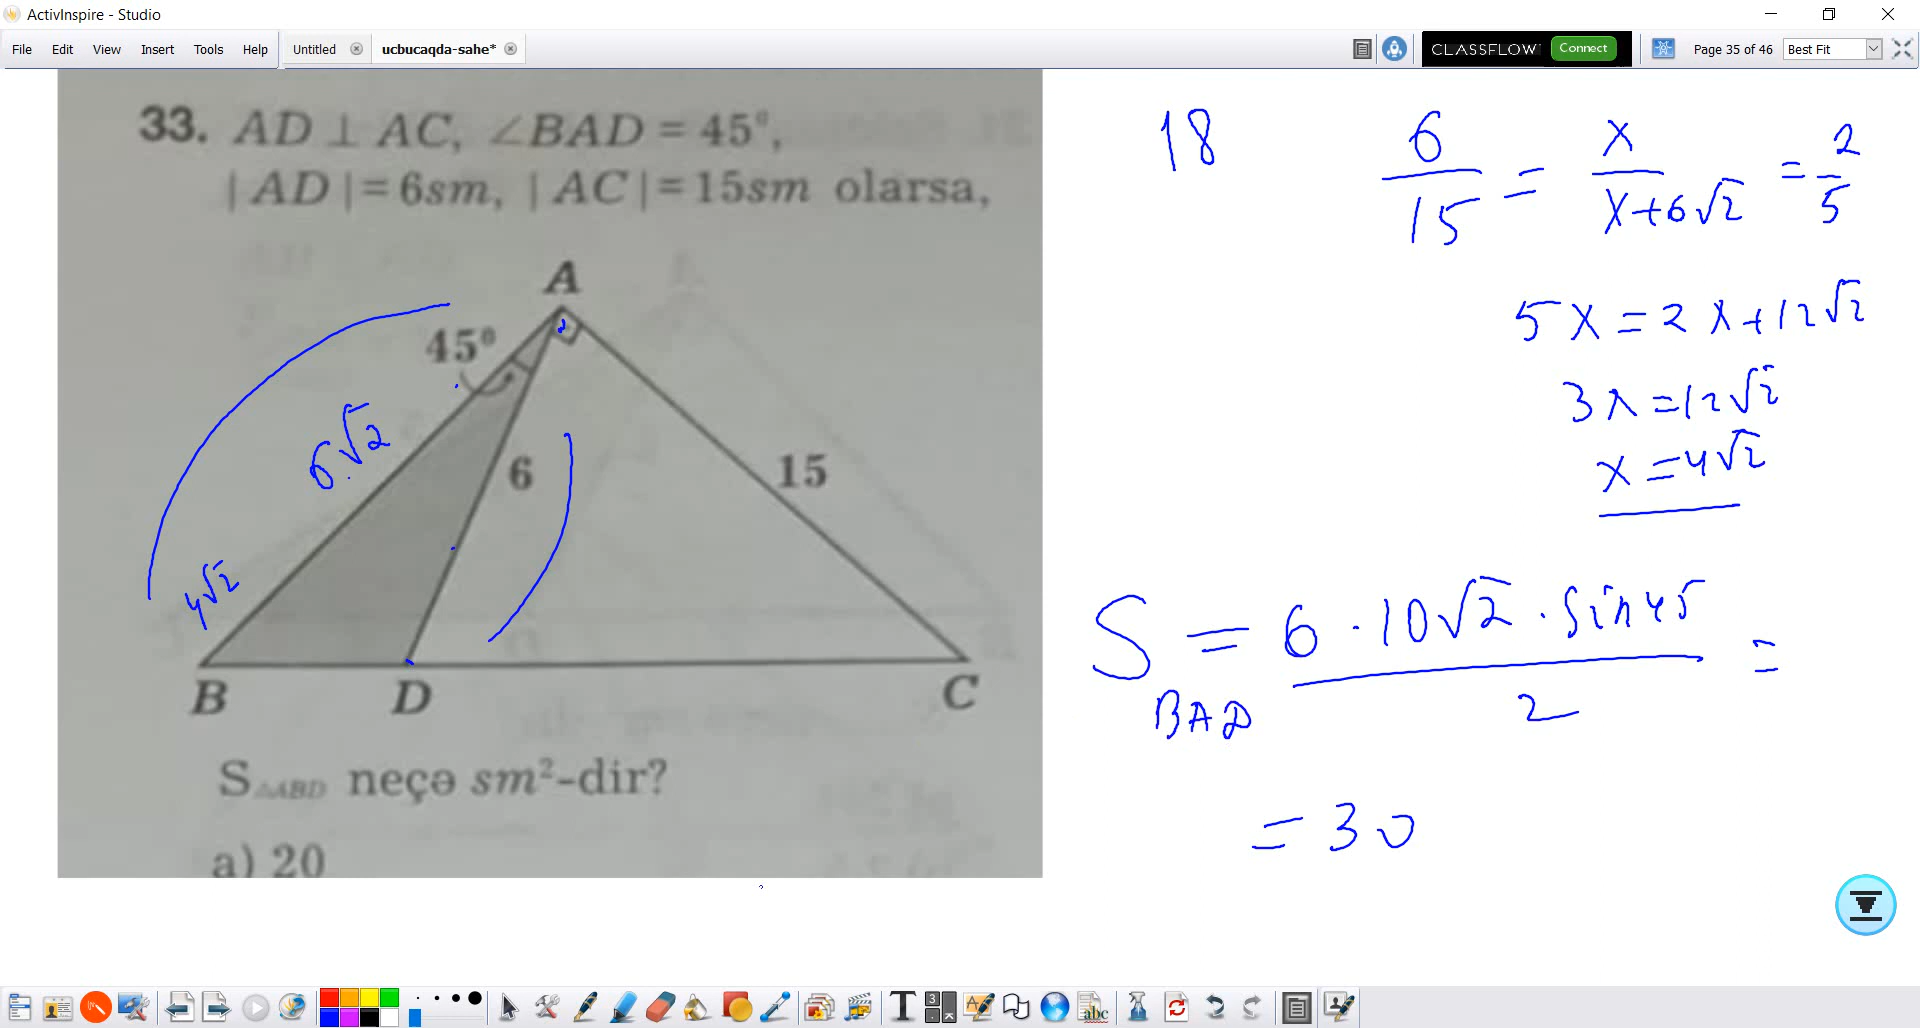 ActivInspire - Studio
File Edit View Insert Tools Help Untitled ucbucaqda-sahe* CLASSFLOW Connect Page 35 of 46 Best Fit
33. AD ⊥ AC, ∠BAD = 45°,
|AD| = 6sm, |AC| = 15sm olarsa,
A
45°
6
15
6√2
4√2
B D C
S△ABD neçə sm²-dir?
a) 20
18
6/15 = x/(x+6√2) = 2/5
5x = 2x+12√2
3x = 12√2
x = 4√2
S BAD = (6 · 10√2 · sin45)/2 =
= 30